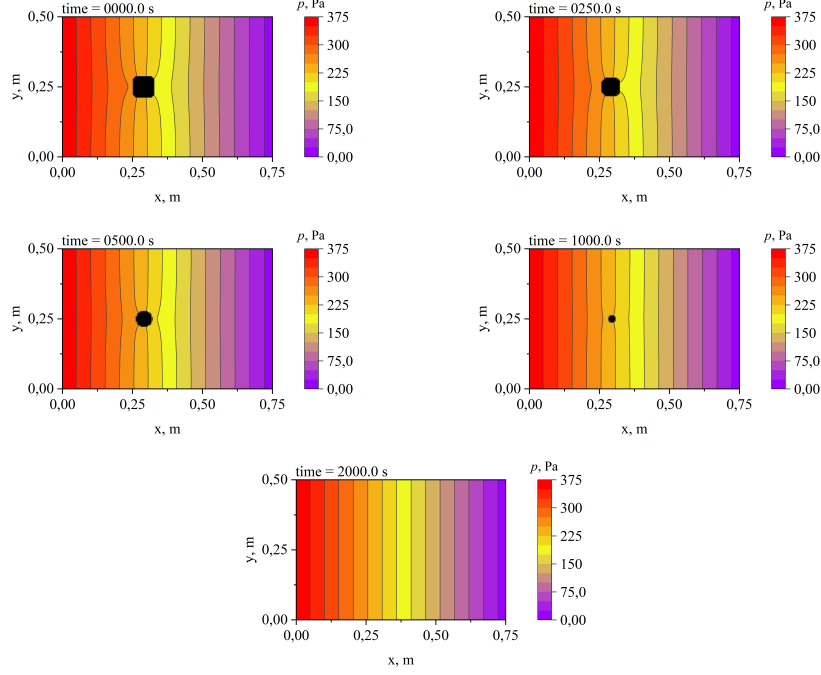 time = 0000.0 s
p, Pa
0,50
0,25
0,00
y, m
0,00 0,25 0,50 0,75
x, m
375
300
225
150
75,0
0,00
time = 0250.0 s
p, Pa
0,50
0,25
0,00
y, m
0,00 0,25 0,50 0,75
x, m
375
300
225
150
75,0
0,00
time = 0500.0 s
p, Pa
0,50
0,25
0,00
y, m
0,00 0,25 0,50 0,75
x, m
375
300
225
150
75,0
0,00
time = 1000.0 s
p, Pa
0,50
0,25
0,00
y, m
0,00 0,25 0,50 0,75
x, m
375
300
225
150
75,0
0,00
time = 2000.0 s
p, Pa
0,50
0,25
0,00
y, m
0,00 0,25 0,50 0,75
x, m
375
300
225
150
75,0
0,00